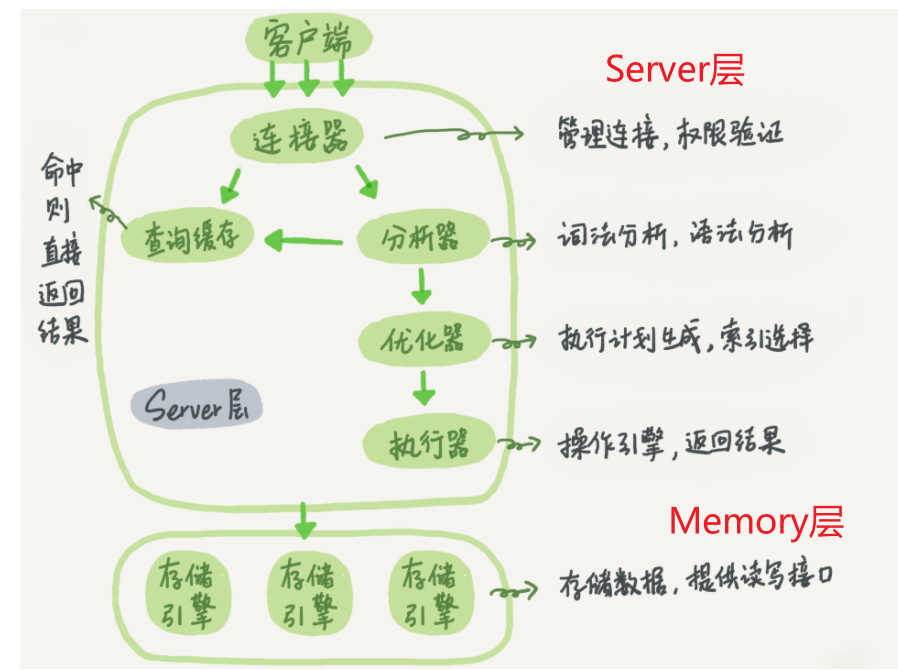 客户端
Server层
连接器
管理连接，权限验证
命中
则
直接
返回
结果
查询缓存
分析器
词法分析，语法分析
优化器
执行计划生成，索引选择
Server层
执行器
操作引擎，返回结果
Memory层
存储
引擎
存储
引擎
存储
引擎
存储数据，提供读写接口